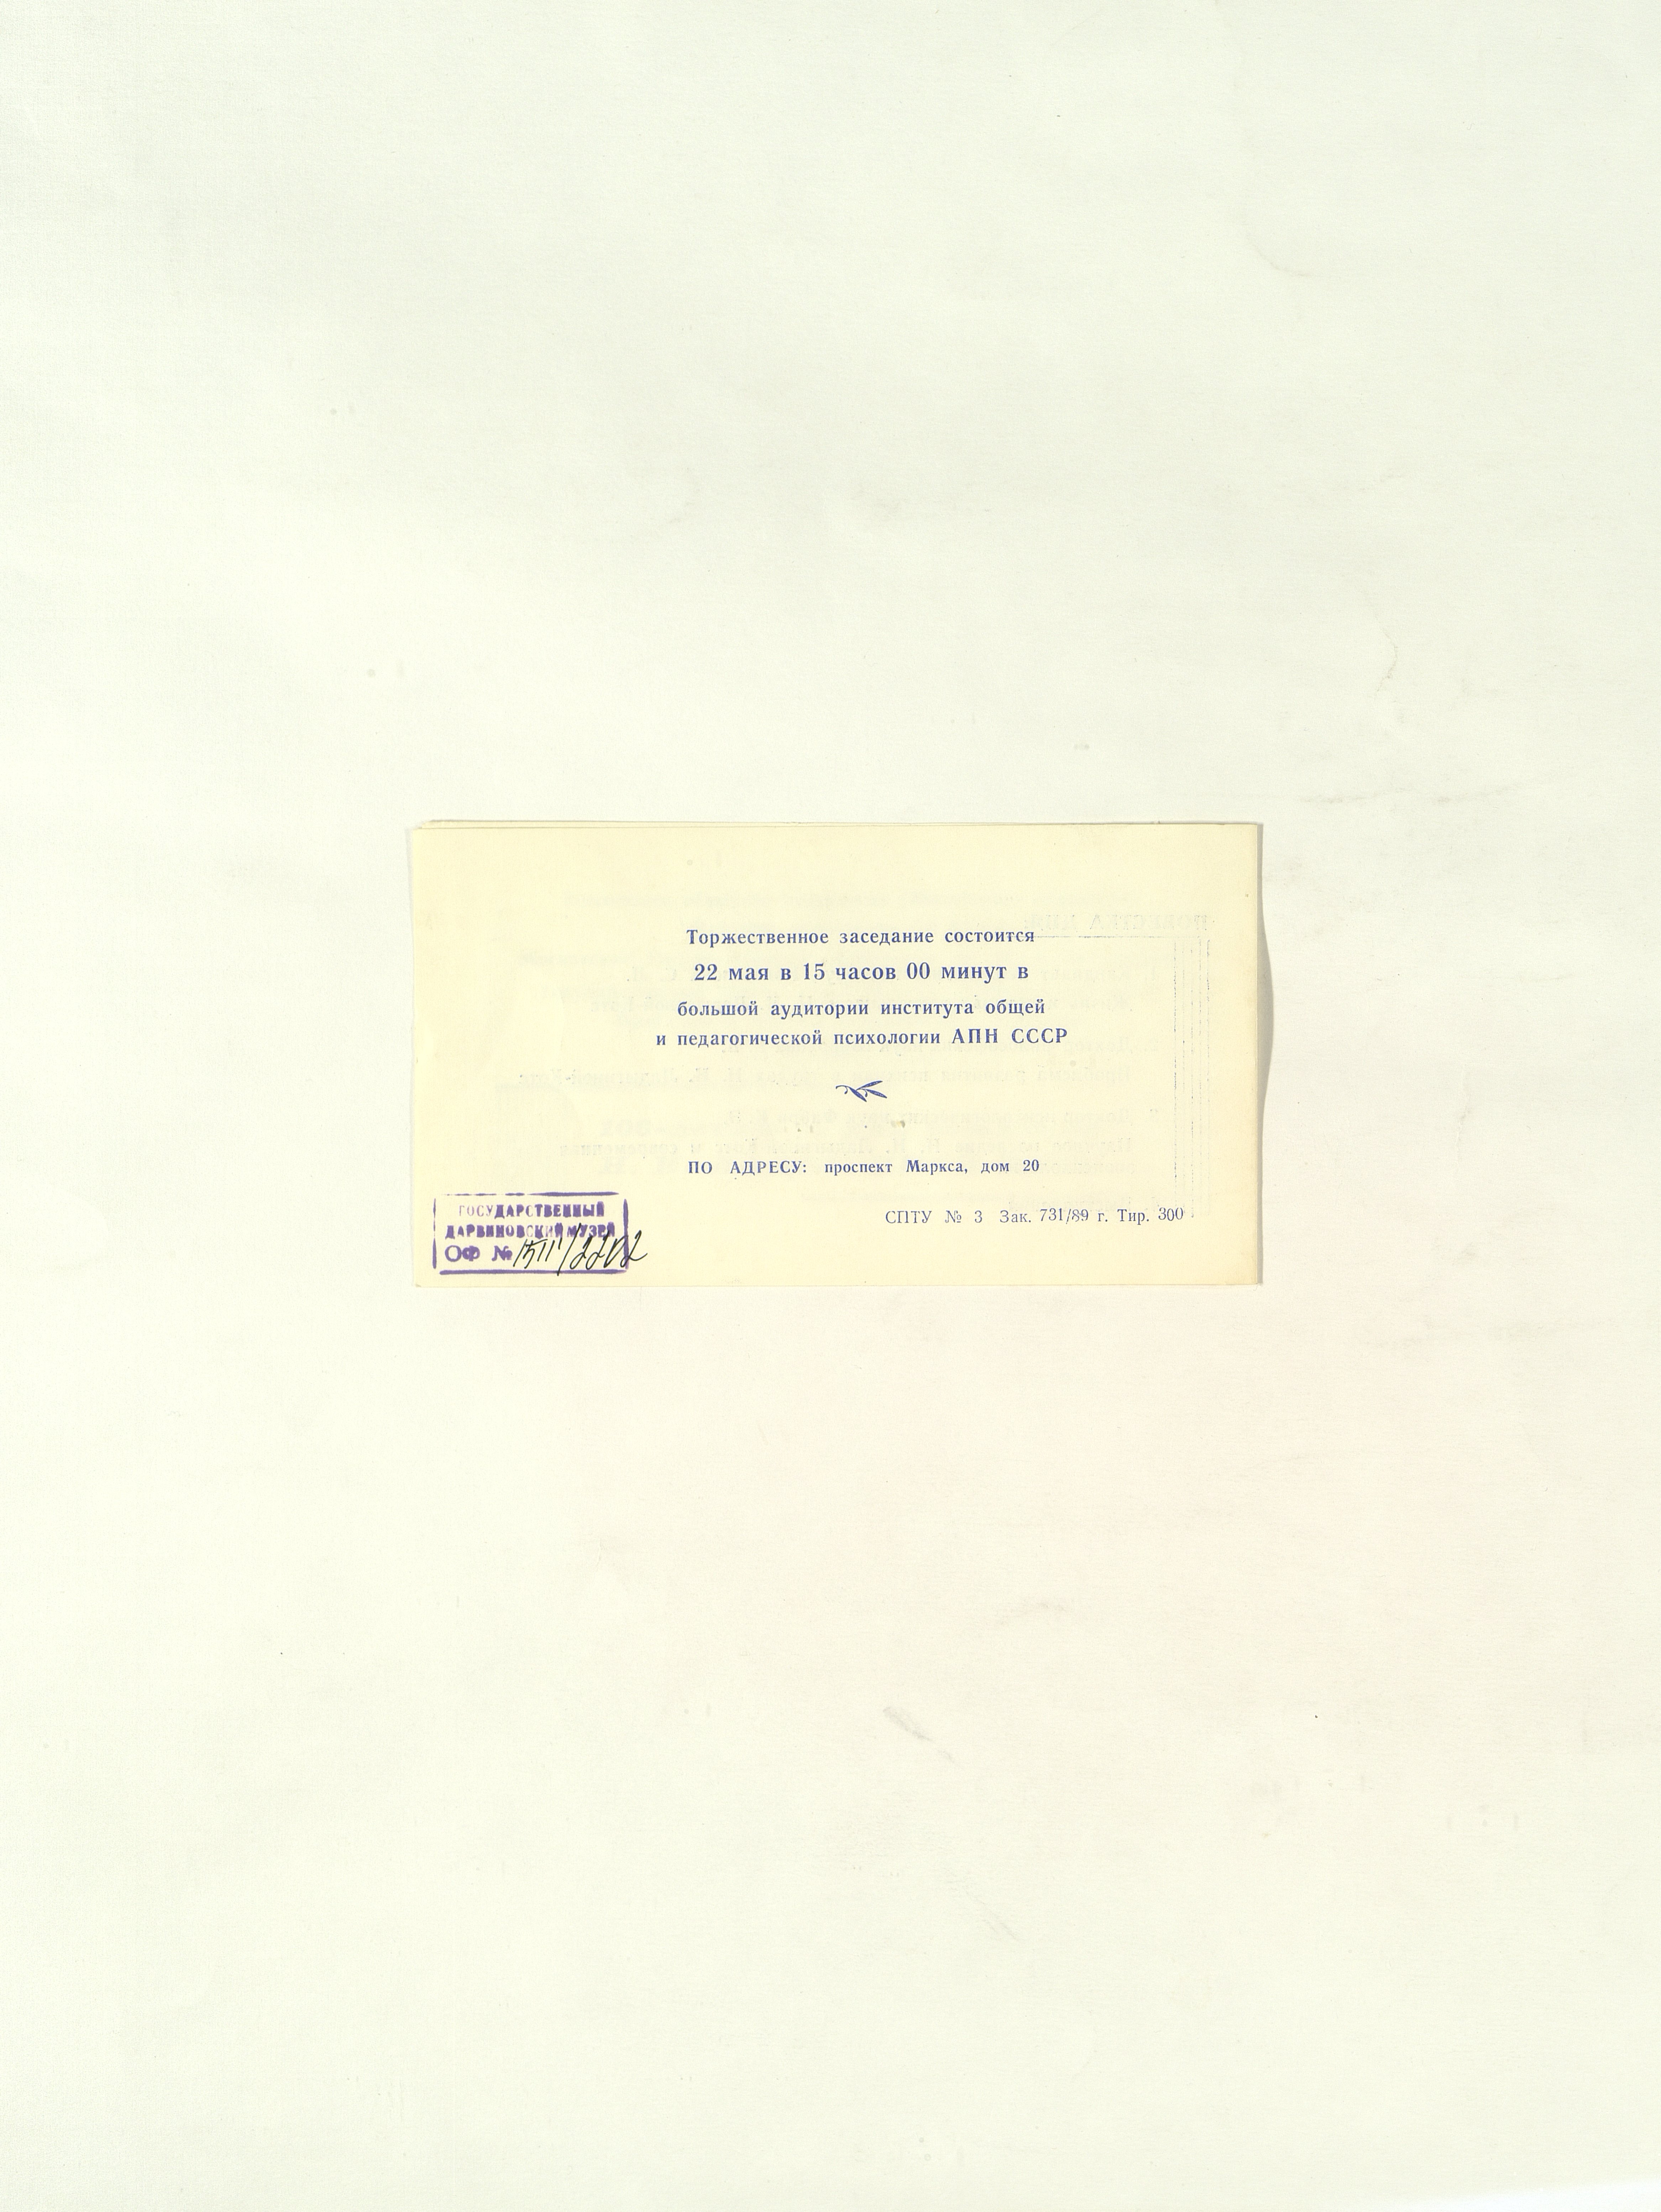 Торжественное заседание состоится
22 мая в 15 часов 00 минут в
большой аудитории института общей
и педагогической психологии АПН СССР
ПО АДРЕСУ: проспект Маркса, дом 20
СПТУ № 3 Зак. 731/89 г. Тир. 300
ГОСУДАРСТВЕННЫЙ
ДАРВИНОВСКИЙ МУЗЕЙ
ОФ №